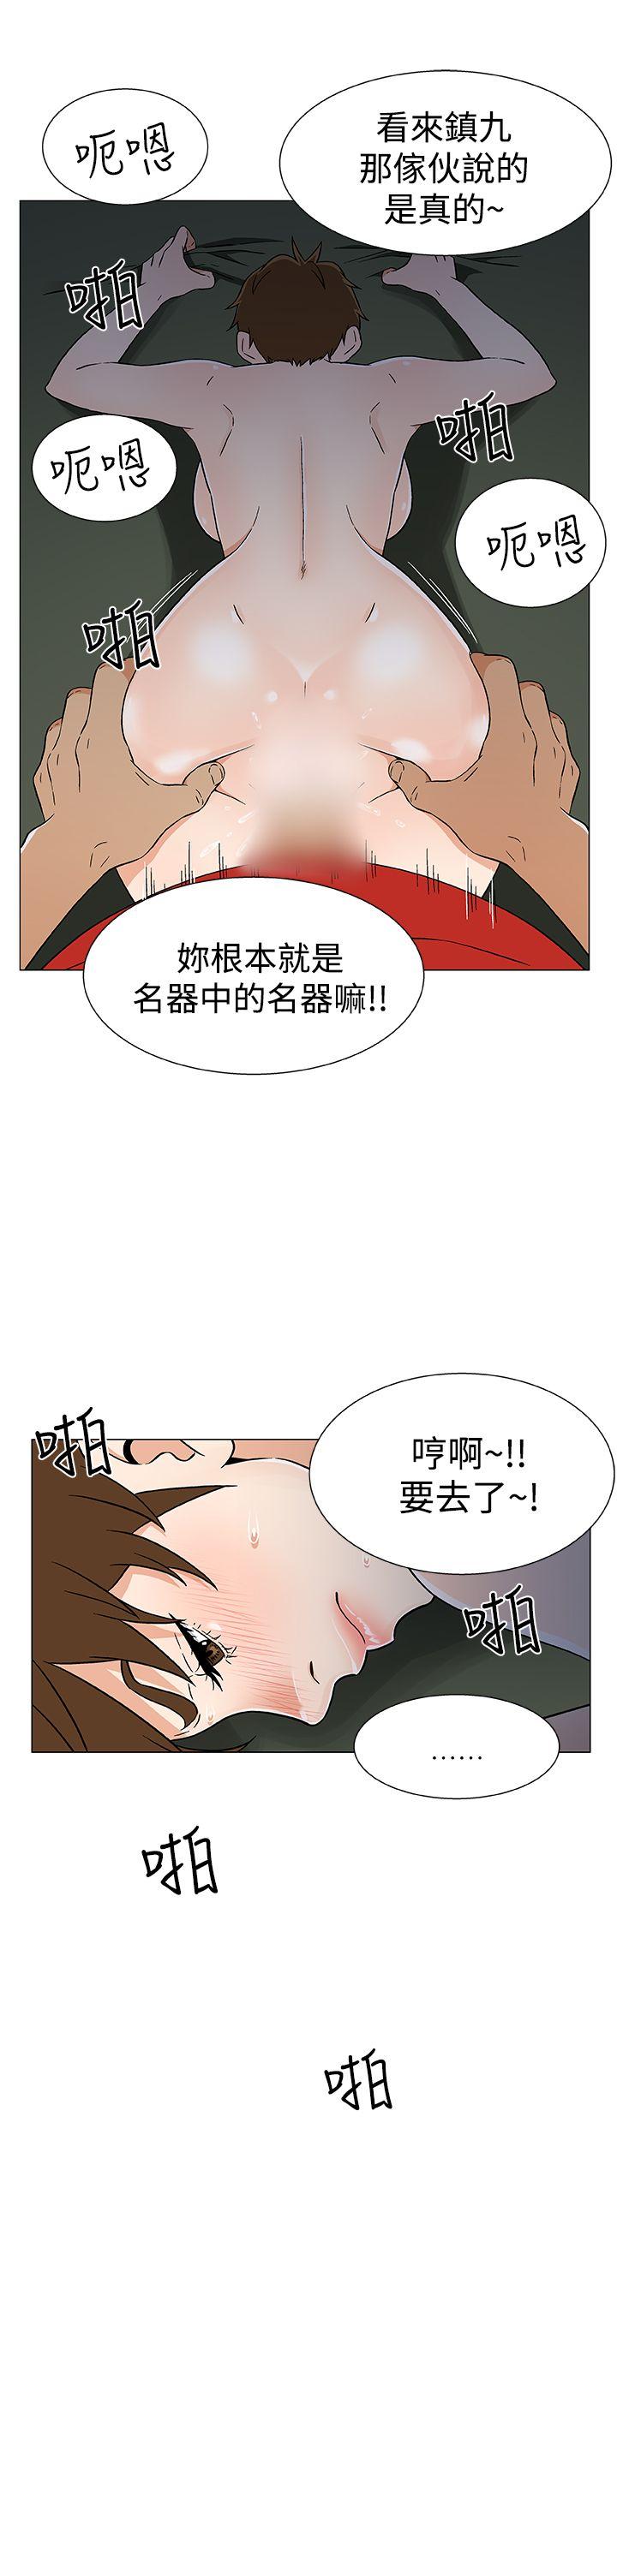 呃嗯
看來鎮九
那傢伙說的
是真的~
啪
啪
呃嗯
呃嗯
啪
妳根本就是
名器中的名器嘛!!
啪
哼啊~!!
要去了~!
啪
......
啪
啪